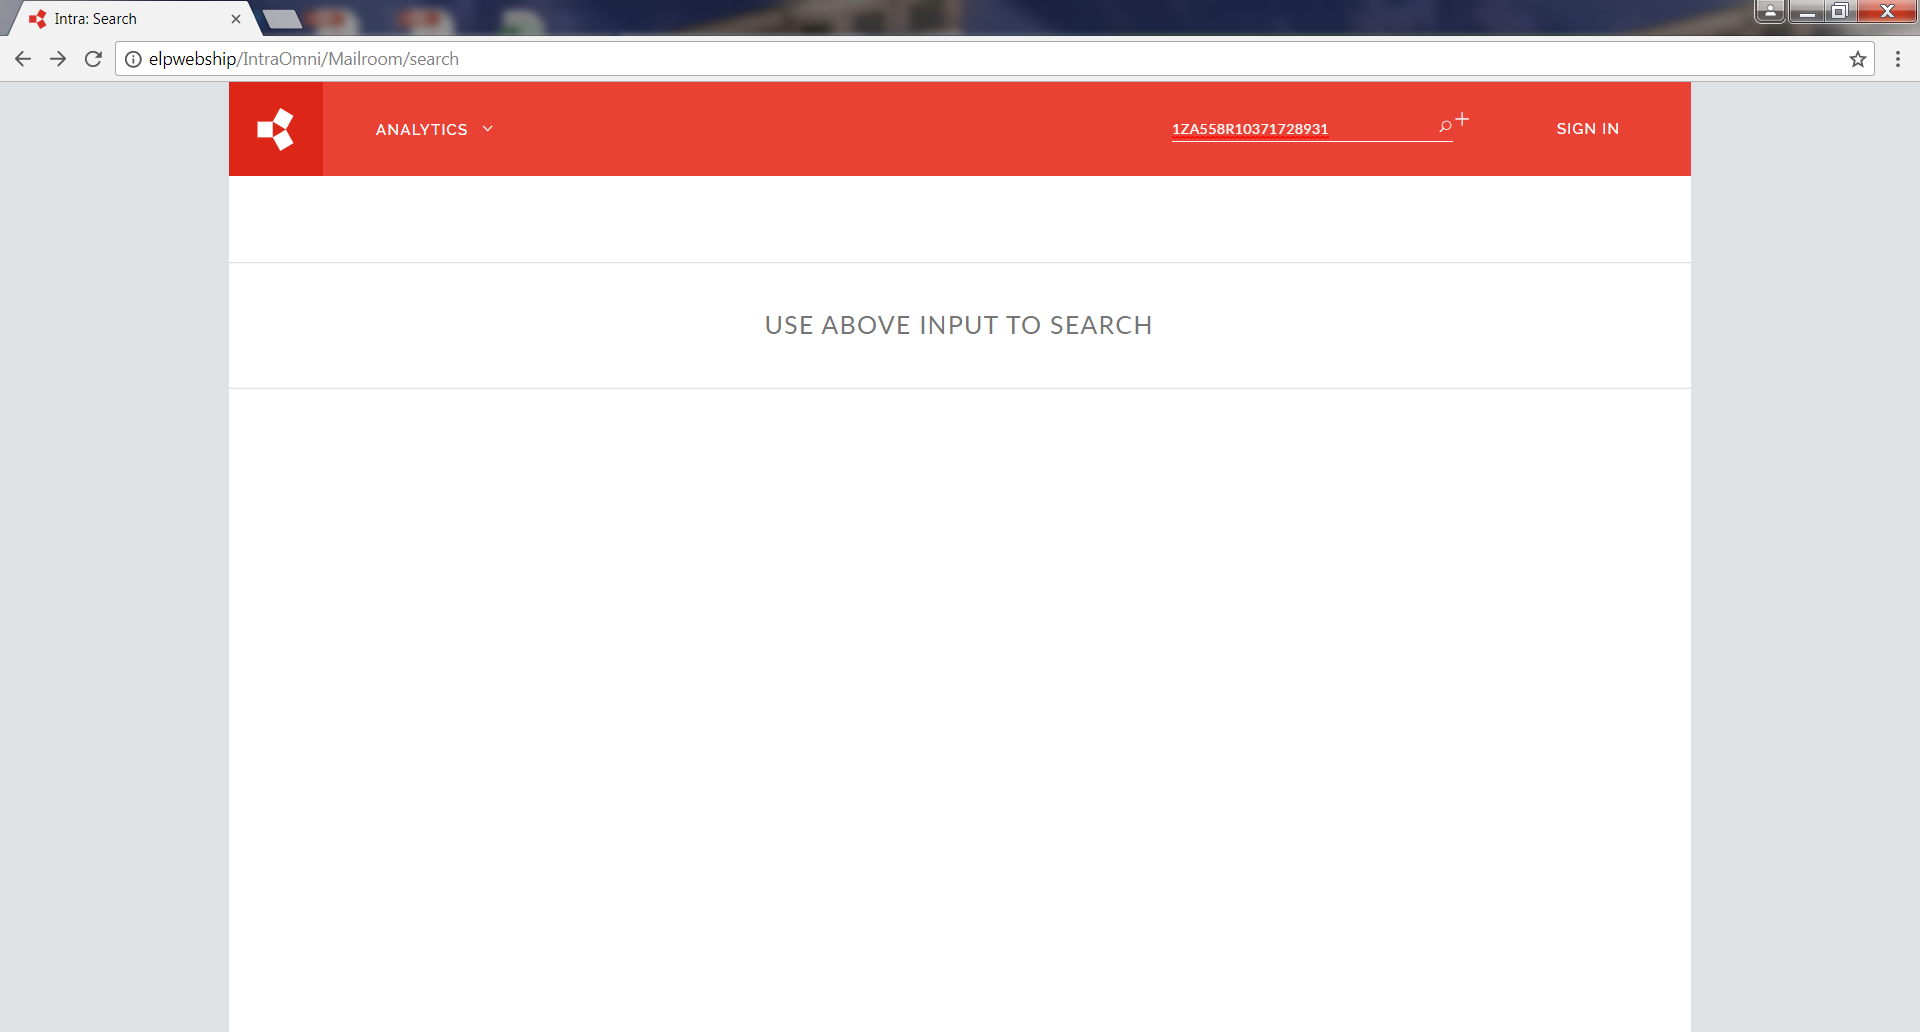 Intra: Search
elpwebship/IntraOmni/Mailroom/search
ANALYTICS
1ZA558R10371728931
SIGN IN
USE ABOVE INPUT TO SEARCH